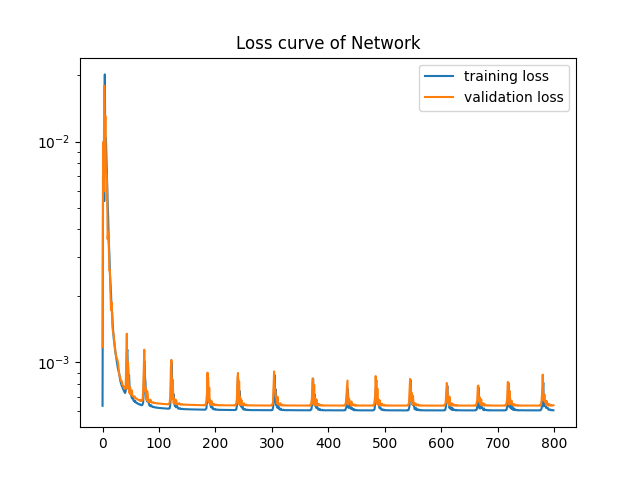 Loss curve of Network
training loss
validation loss
10⁻²
10⁻³
0 100 200 300 400 500 600 700 800